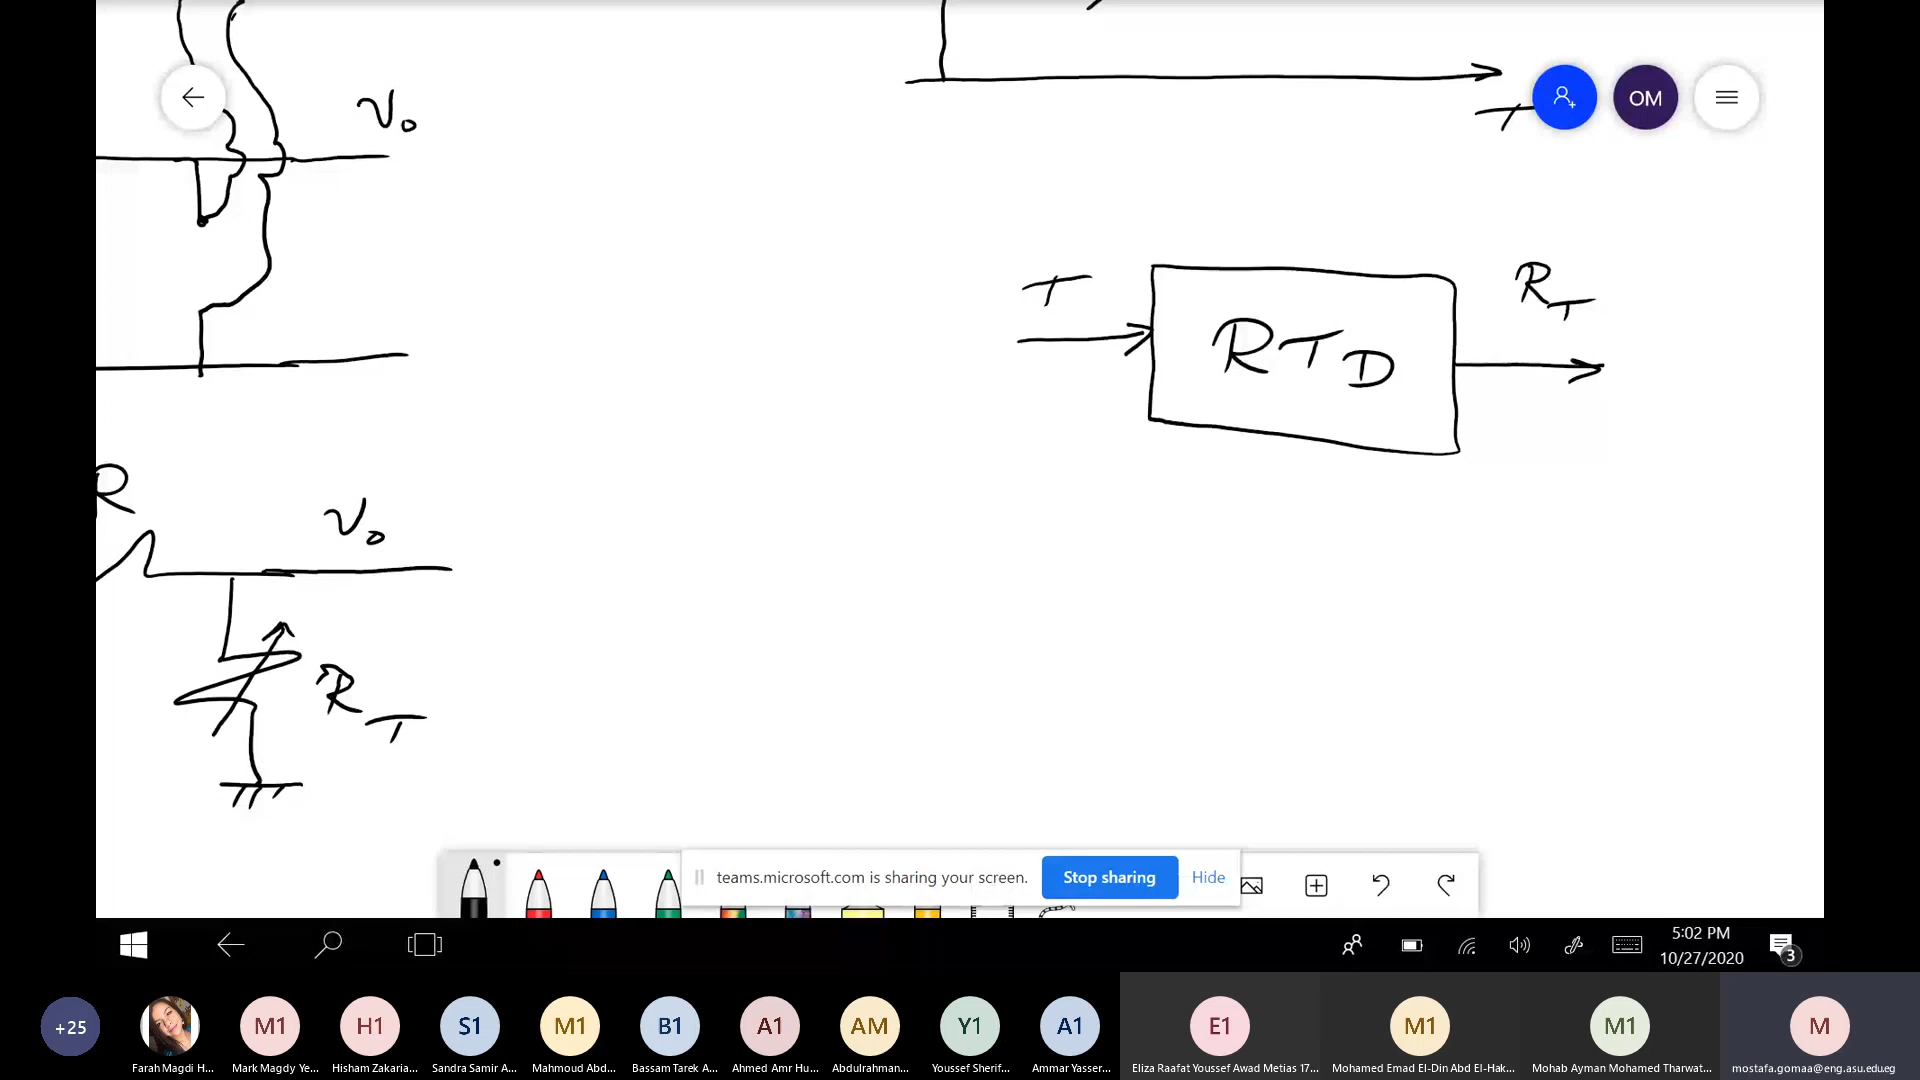 V₀
T
OM
T
RTD
R_T
R
V₀
R_T
teams.microsoft.com is sharing your screen.
Stop sharing
Hide
5:02 PM
10/27/2020
3
+25
M1
H1
S1
M1
B1
A1
AM
Y1
A1
E1
M1
M1
M
Farah Magdi H...
Mark Magdy Ye...
Hisham Zakaria...
Sandra Samir A...
Mahmoud Abd...
Bassam Tarek A...
Ahmed Amr Hu...
Abdulrahman...
Youssef Sherif...
Ammar Yasser...
Eliza Raafat Youssef Awad Metias 17...
Mohamed Emad El-Din Abd El-Hak...
Mohab Ayman Mohamed Tharwat...
mostafa.gomaa@eng.asu.edu.eg